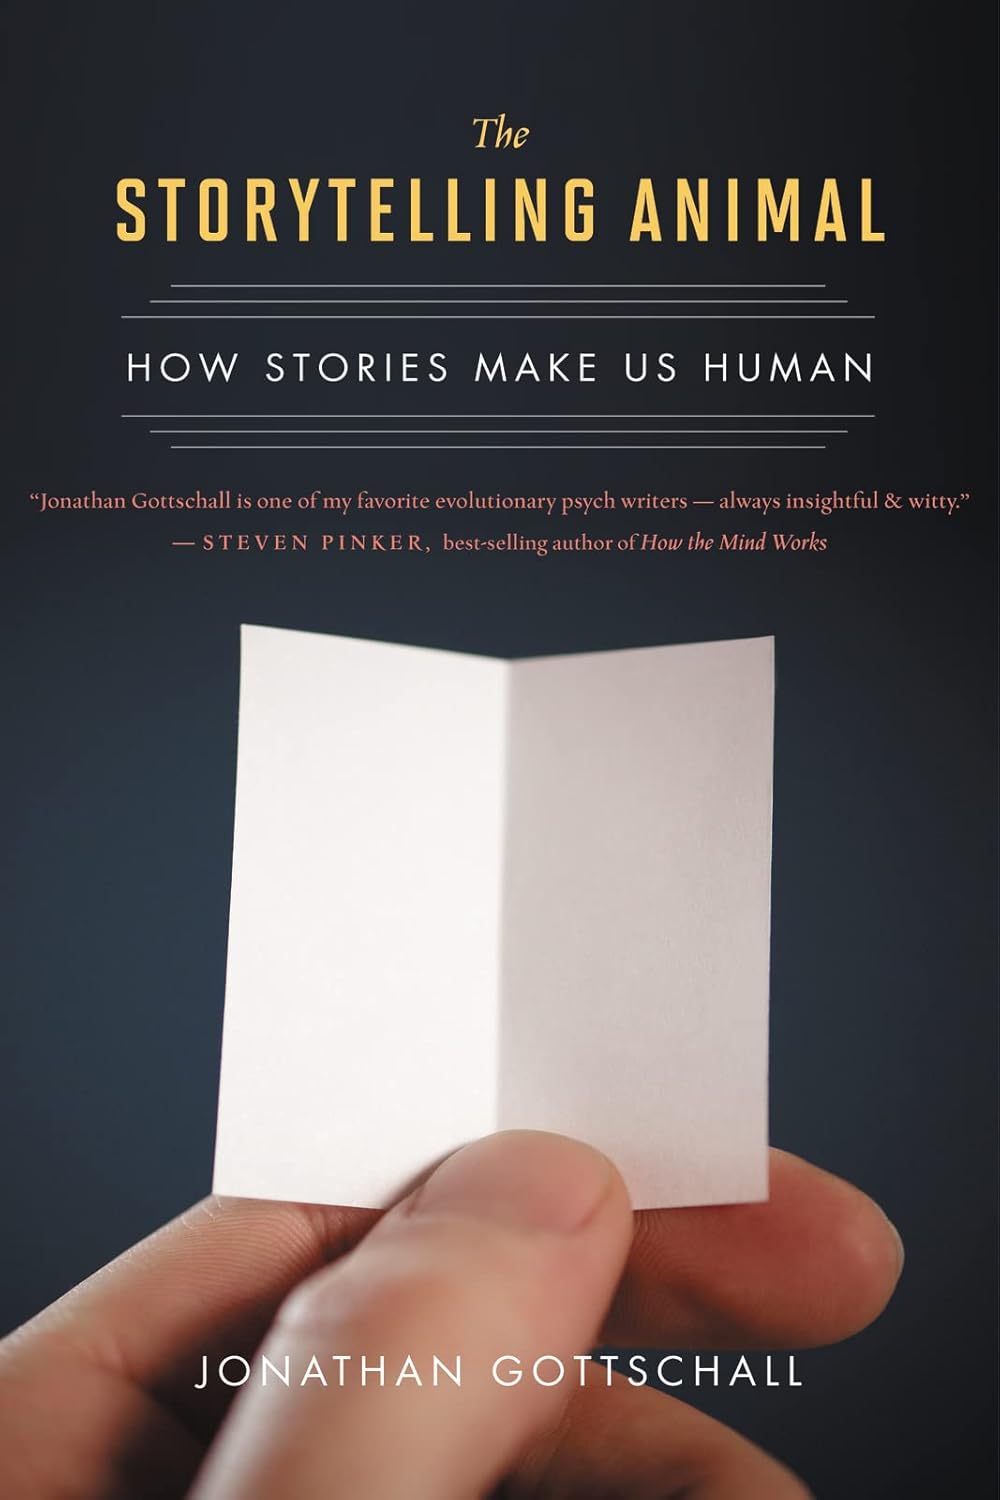 The
STORYTELLING ANIMAL
HOW STORIES MAKE US HUMAN
“Jonathan Gottschall is one of my favorite evolutionary psych writers — always insightful & witty.”
— STEVEN PINKER, best-selling author of How the Mind Works
JONATHAN GOTTSCHALL